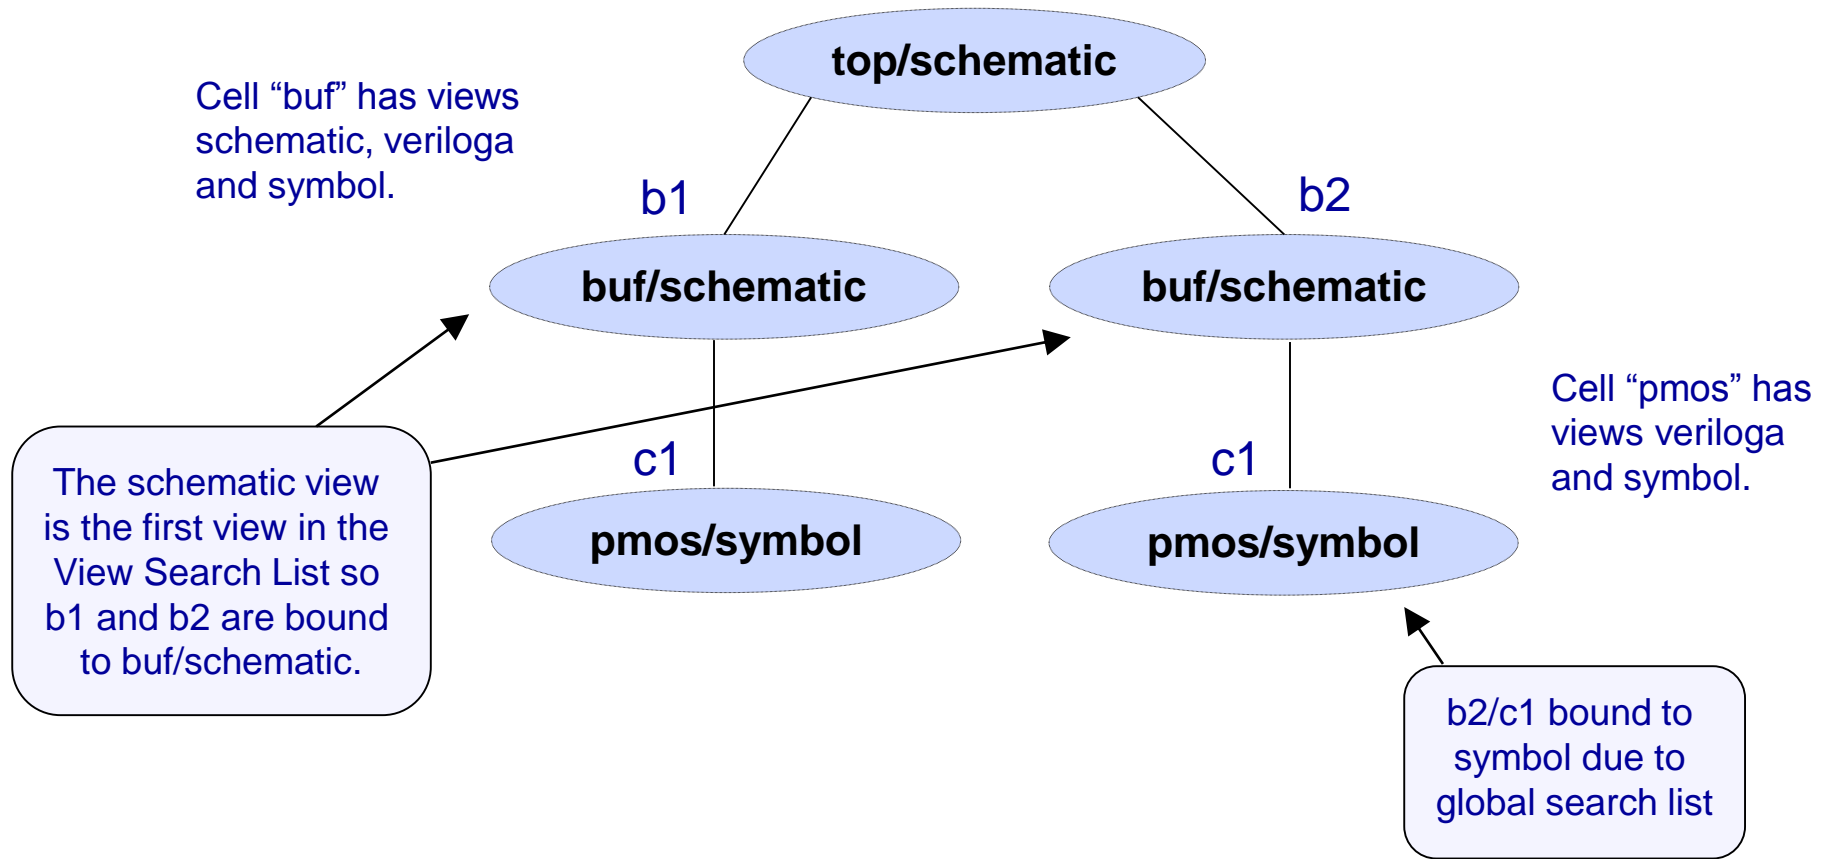 top/schematic
Cell “buf” has views
schematic, veriloga
and symbol.
b1
b2
buf/schematic
buf/schematic
Cell “pmos” has
views veriloga
and symbol.
The schematic view
is the first view in the
View Search List so
b1 and b2 are bound
to buf/schematic.
c1
c1
pmos/symbol
pmos/symbol
b2/c1 bound to
symbol due to
global search list